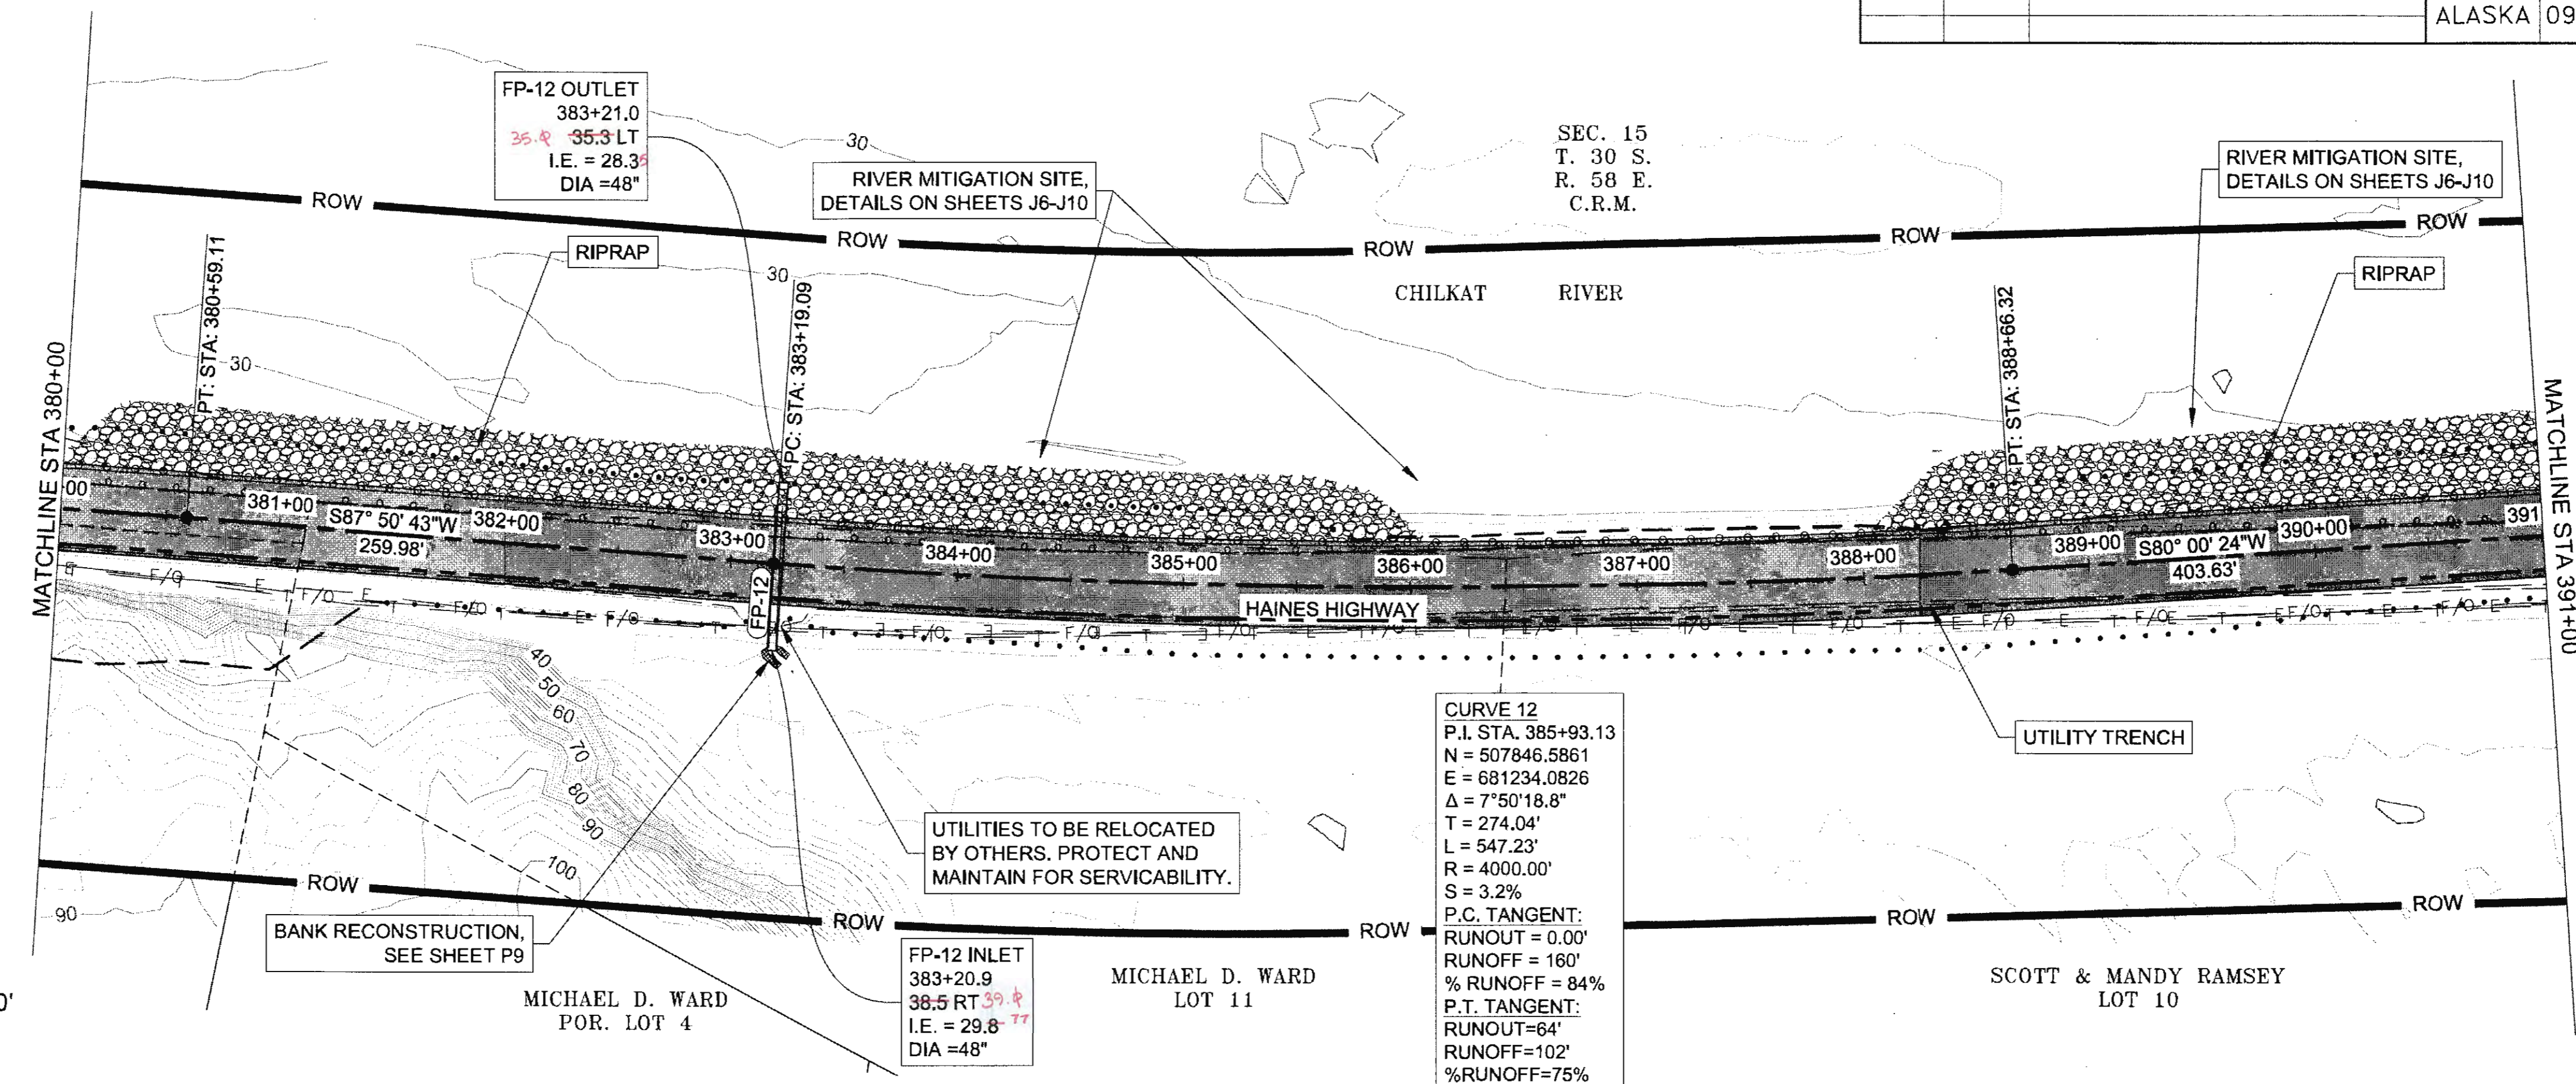 ALASKA 09
FP-12 OUTLET
383+21.0
35.0 35.3 LT
I.E. = 28.35
DIA =48"
30
RIVER MITIGATION SITE,
DETAILS ON SHEETS J6-J10
SEC. 15
T. 30 S.
R. 58 E.
C.R.M.
RIVER MITIGATION SITE,
DETAILS ON SHEETS J6-J10
ROW
ROW
ROW
ROW
ROW
RIPRAP
RIPRAP
30
30
CHILKAT RIVER
MATCHLINE STA 380+00
PT: STA: 380+59.11
PC: STA: 383+19.09
PT: STA: 388+66.32
MATCHLINE STA 391+00
00
381+00
S87° 50' 43"W
259.98'
382+00
383+00
384+00
385+00
386+00
387+00
388+00
389+00
S80° 00' 24"W
403.63'
390+00
391
FP-12
HAINES HIGHWAY
F/O E T F/O E T F/O E F/O T
40
50
60
70
80
90
100
90
UTILITY TRENCH
UTILITIES TO BE RELOCATED
BY OTHERS. PROTECT AND
MAINTAIN FOR SERVICABILITY.
CURVE 12
P.I. STA. 385+93.13
N = 507846.5861
E = 681234.0826
Δ = 7°50'18.8"
T = 274.04'
L = 547.23'
R = 4000.00'
S = 3.2%
P.C. TANGENT:
RUNOUT = 0.00'
RUNOFF = 160'
% RUNOFF = 84%
P.T. TANGENT:
RUNOUT=64'
RUNOFF=102'
%RUNOFF=75%
ROW
ROW
ROW
ROW
ROW
BANK RECONSTRUCTION,
SEE SHEET P9
FP-12 INLET
383+20.9
38.5 RT 39.0
I.E. = 29.8 77
DIA =48"
MICHAEL D. WARD
POR. LOT 4
MICHAEL D. WARD
LOT 11
SCOTT & MANDY RAMSEY
LOT 10
0'